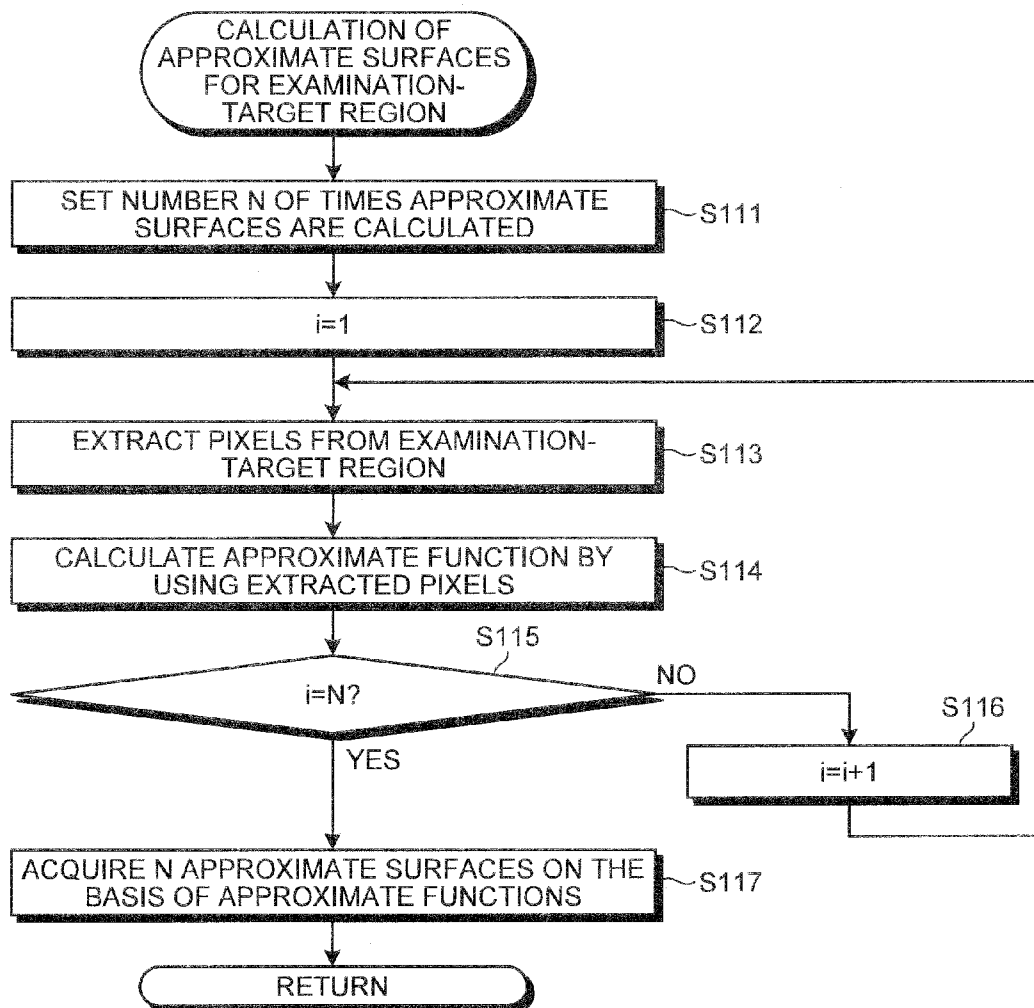 CALCULATION OF
APPROXIMATE SURFACES
FOR EXAMINATION-
TARGET REGION
SET NUMBER N OF TIMES APPROXIMATE
SURFACES ARE CALCULATED
S111
i=1
S112
EXTRACT PIXELS FROM EXAMINATION-
TARGET REGION
S113
CALCULATE APPROXIMATE FUNCTION BY
USING EXTRACTED PIXELS
S114
S115
i=N?
NO
YES
S116
i=i+1
ACQUIRE N APPROXIMATE SURFACES ON THE
BASIS OF APPROXIMATE FUNCTIONS
S117
RETURN